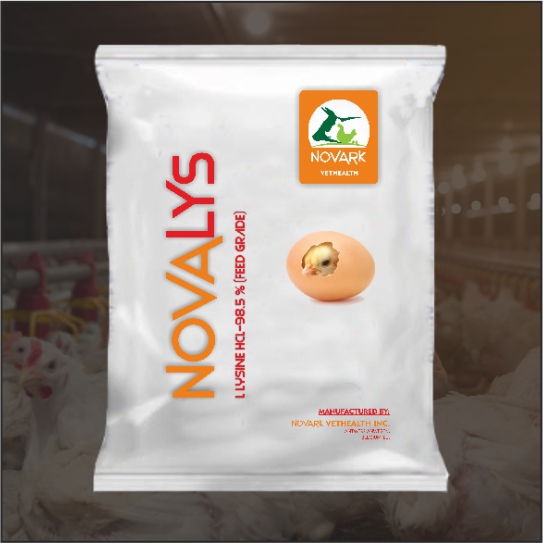 NOVARK
VETHEALTH
NOVALYS
L LYSINE HCL-98.5 % (FEED GRADE)
MANUFACTURED BY:
NOVARK VETHEALTH INC.